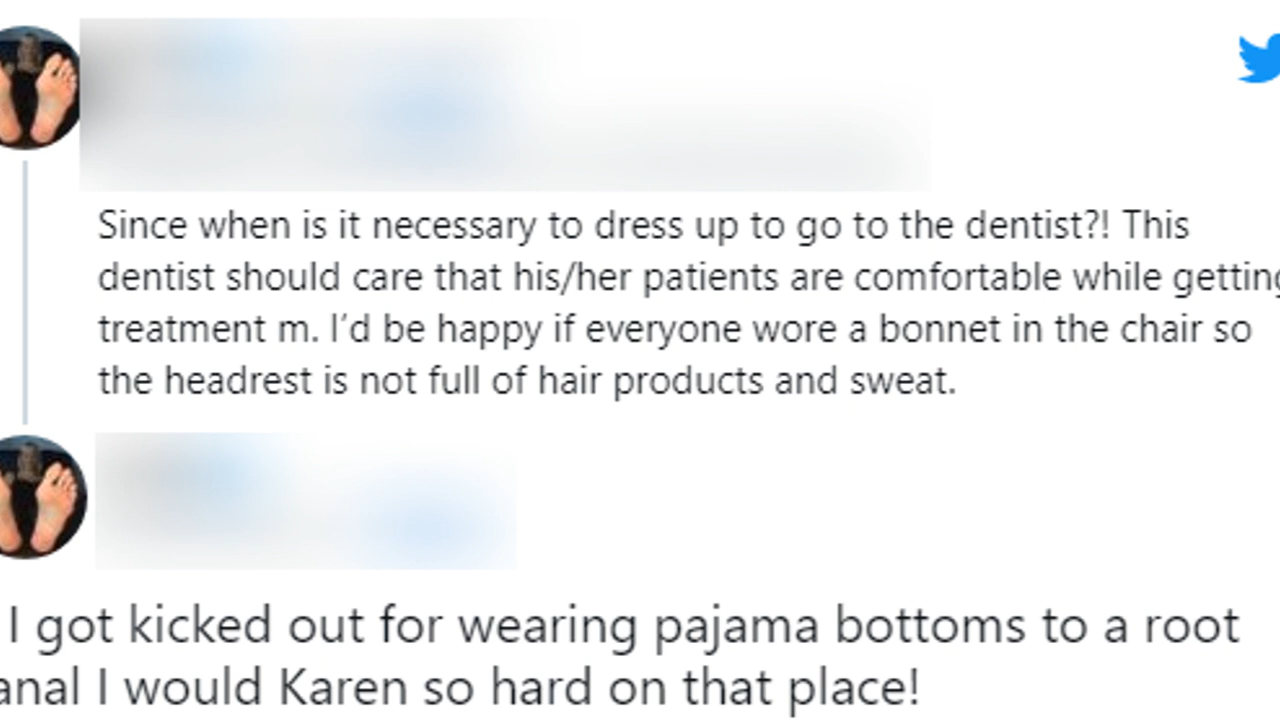 Since when is it necessary to dress up to go to the dentist?! This
dentist should care that his/her patients are comfortable while getting
treatment m. I’d be happy if everyone wore a bonnet in the chair so
the headrest is not full of hair products and sweat.
I got kicked out for wearing pajama bottoms to a root
anal I would Karen so hard on that place!